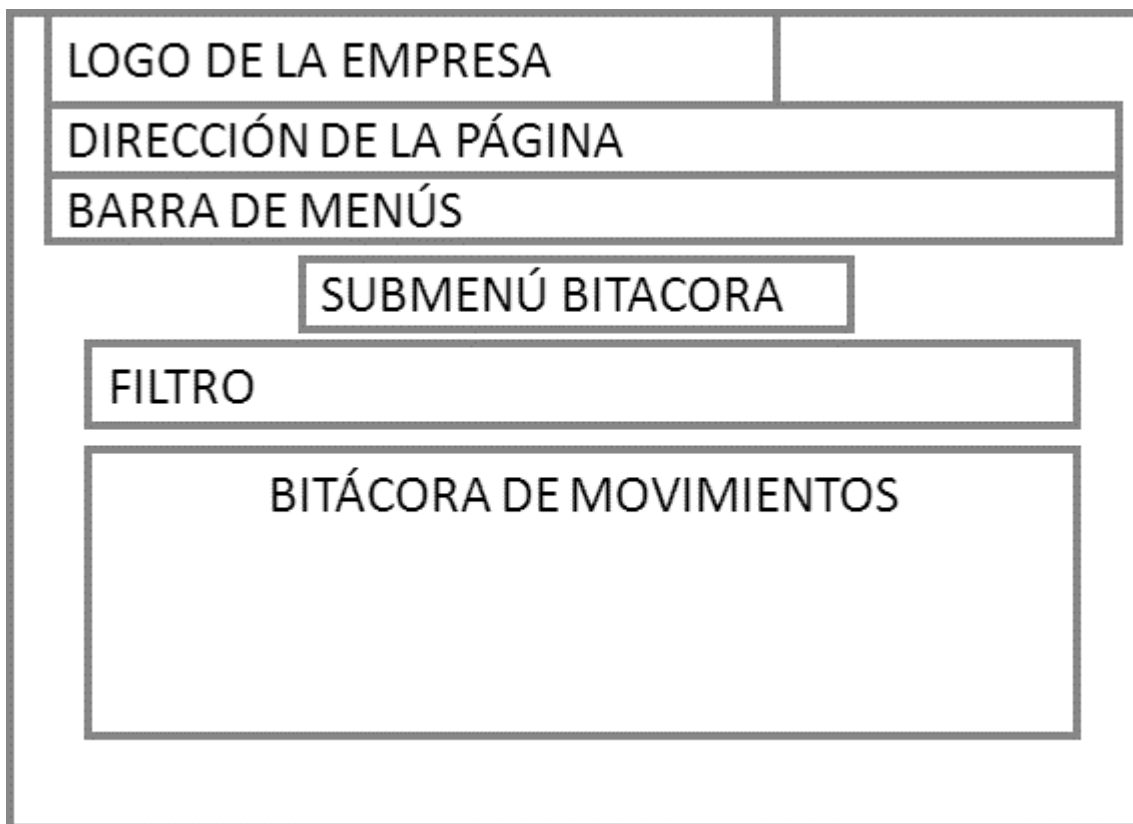 LOGO DE LA EMPRESA
DIRECCIÓN DE LA PÁGINA
BARRA DE MENÚS
SUBMENÚ BITACORA
FILTRO
BITÁCORA DE MOVIMIENTOS